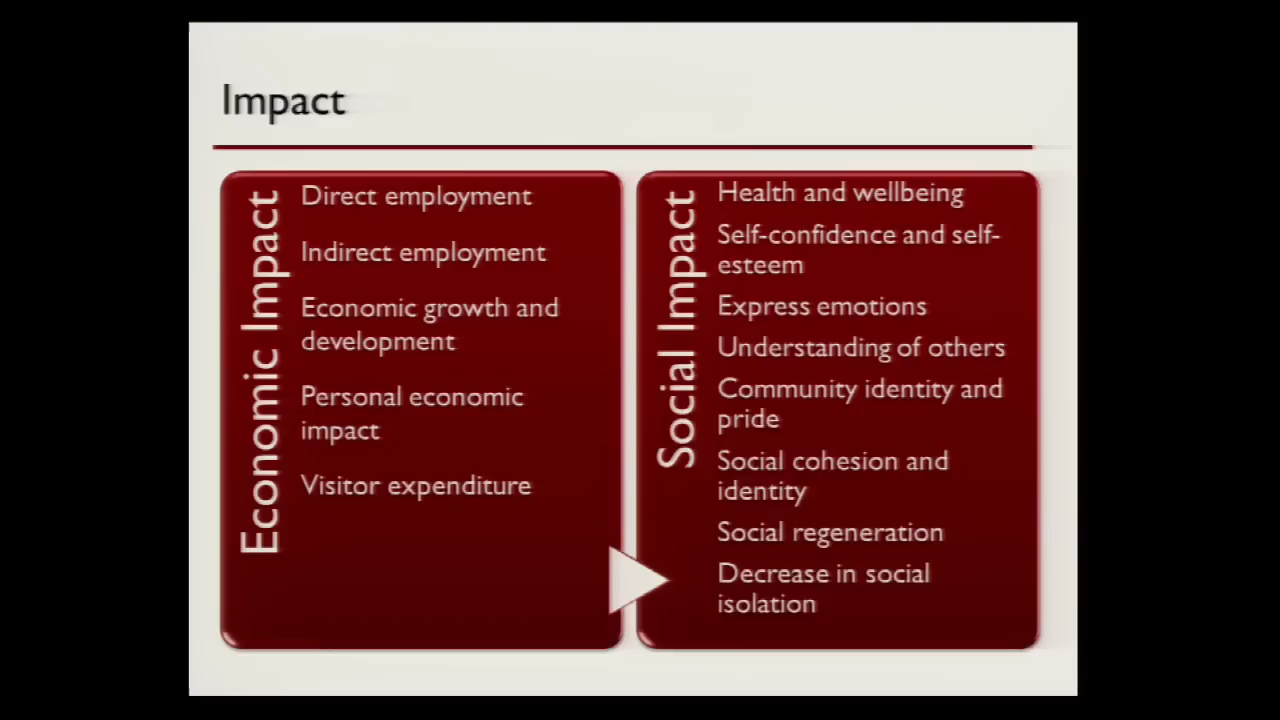 Impact
Economic Impact
Direct employment
Indirect employment
Economic growth and
development
Personal economic
impact
Visitor expenditure
Social Impact
Health and wellbeing
Self-confidence and self-
esteem
Express emotions
Understanding of others
Community identity and
pride
Social cohesion and
identity
Social regeneration
Decrease in social
isolation